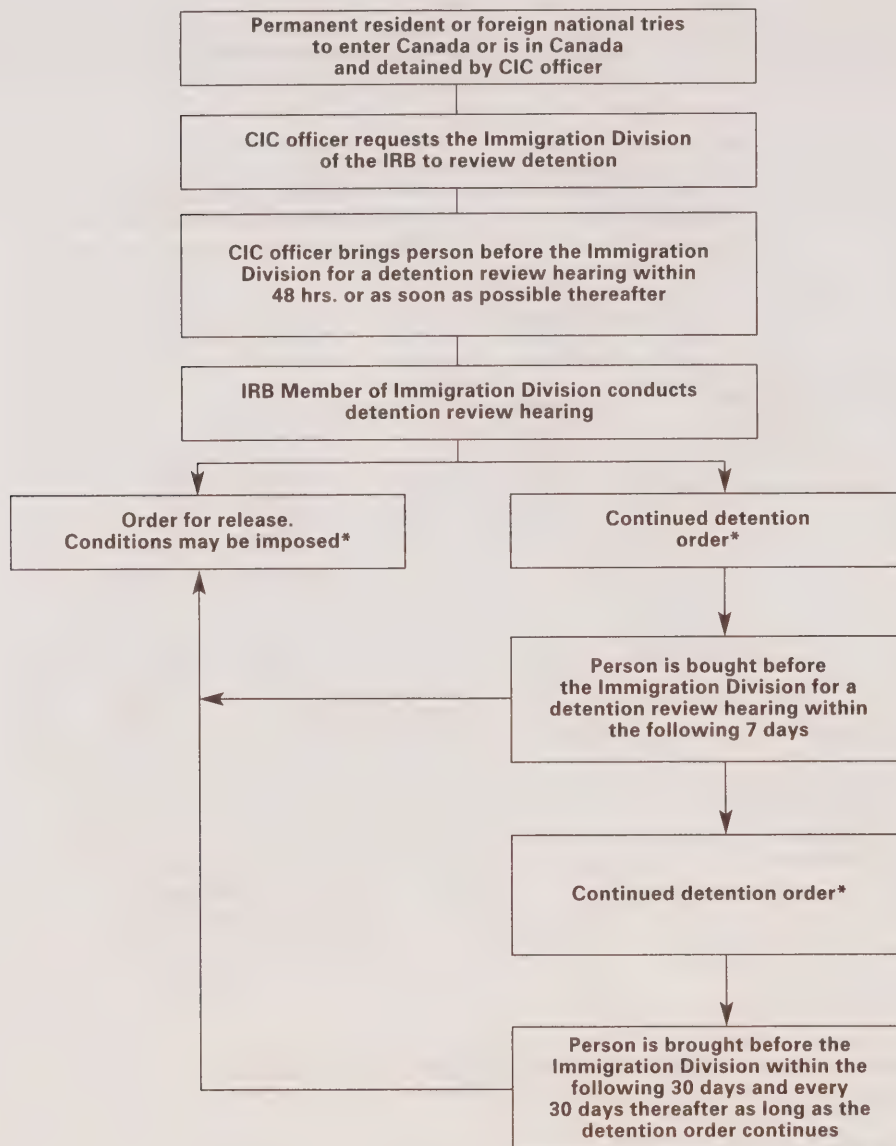 Permanent resident or foreign national tries
to enter Canada or is in Canada
and detained by CIC officer
CIC officer requests the Immigration Division
of the IRB to review detention
CIC officer brings person before the Immigration
Division for a detention review hearing within
48 hrs. or as soon as possible thereafter
IRB Member of Immigration Division conducts
detention review hearing
Order for release.
Conditions may be imposed*
Continued detention
order*
Person is bought before
the Immigration Division for a
detention review hearing within
the following 7 days
Continued detention order*
Person is brought before the
Immigration Division within the
following 30 days and every
30 days thereafter as long as the
detention order continues